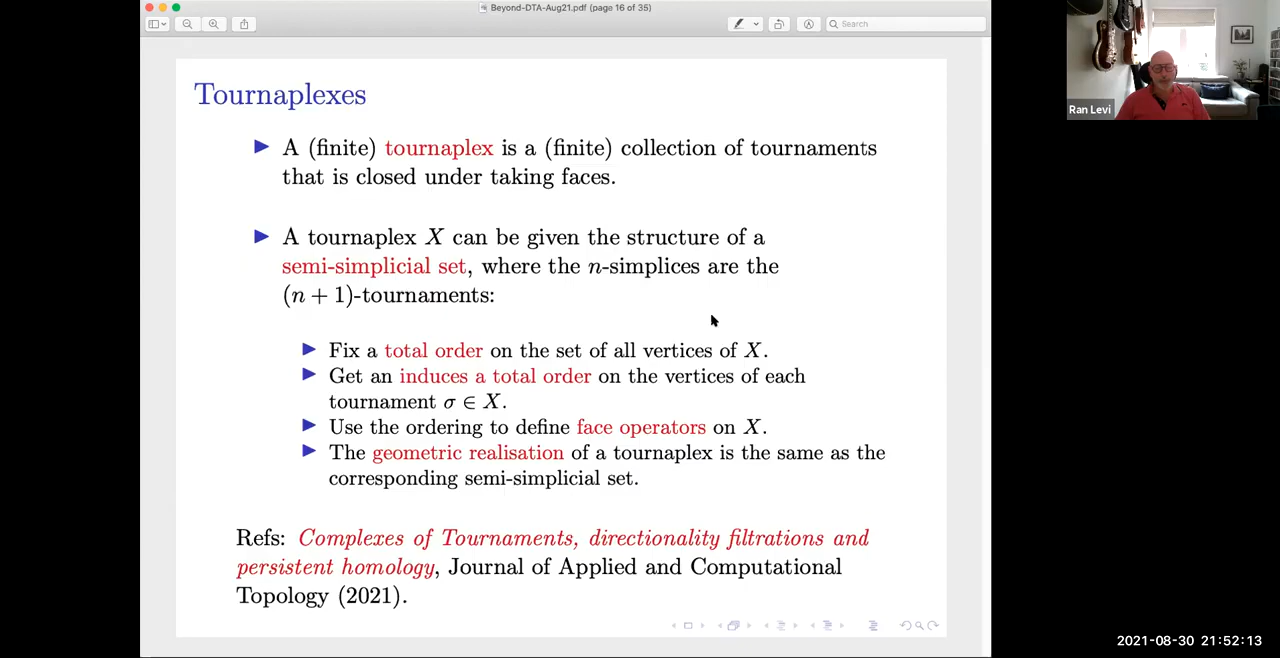 Beyond-DTA-Aug21.pdf (page 16 of 35)
Search
Tournaplexes
A (finite) tournaplex is a (finite) collection of tournaments
that is closed under taking faces.
A tournaplex X can be given the structure of a
semi-simplicial set, where the n-simplices are the
(n + 1)-tournaments:
Fix a total order on the set of all vertices of X.
Get an induces a total order on the vertices of each
tournament σ ∈ X.
Use the ordering to define face operators on X.
The geometric realisation of a tournaplex is the same as the
corresponding semi-simplicial set.
Refs: Complexes of Tournaments, directionality filtrations and
persistent homology, Journal of Applied and Computational
Topology (2021).
Ran Levi
2021-08-30 21:52:13